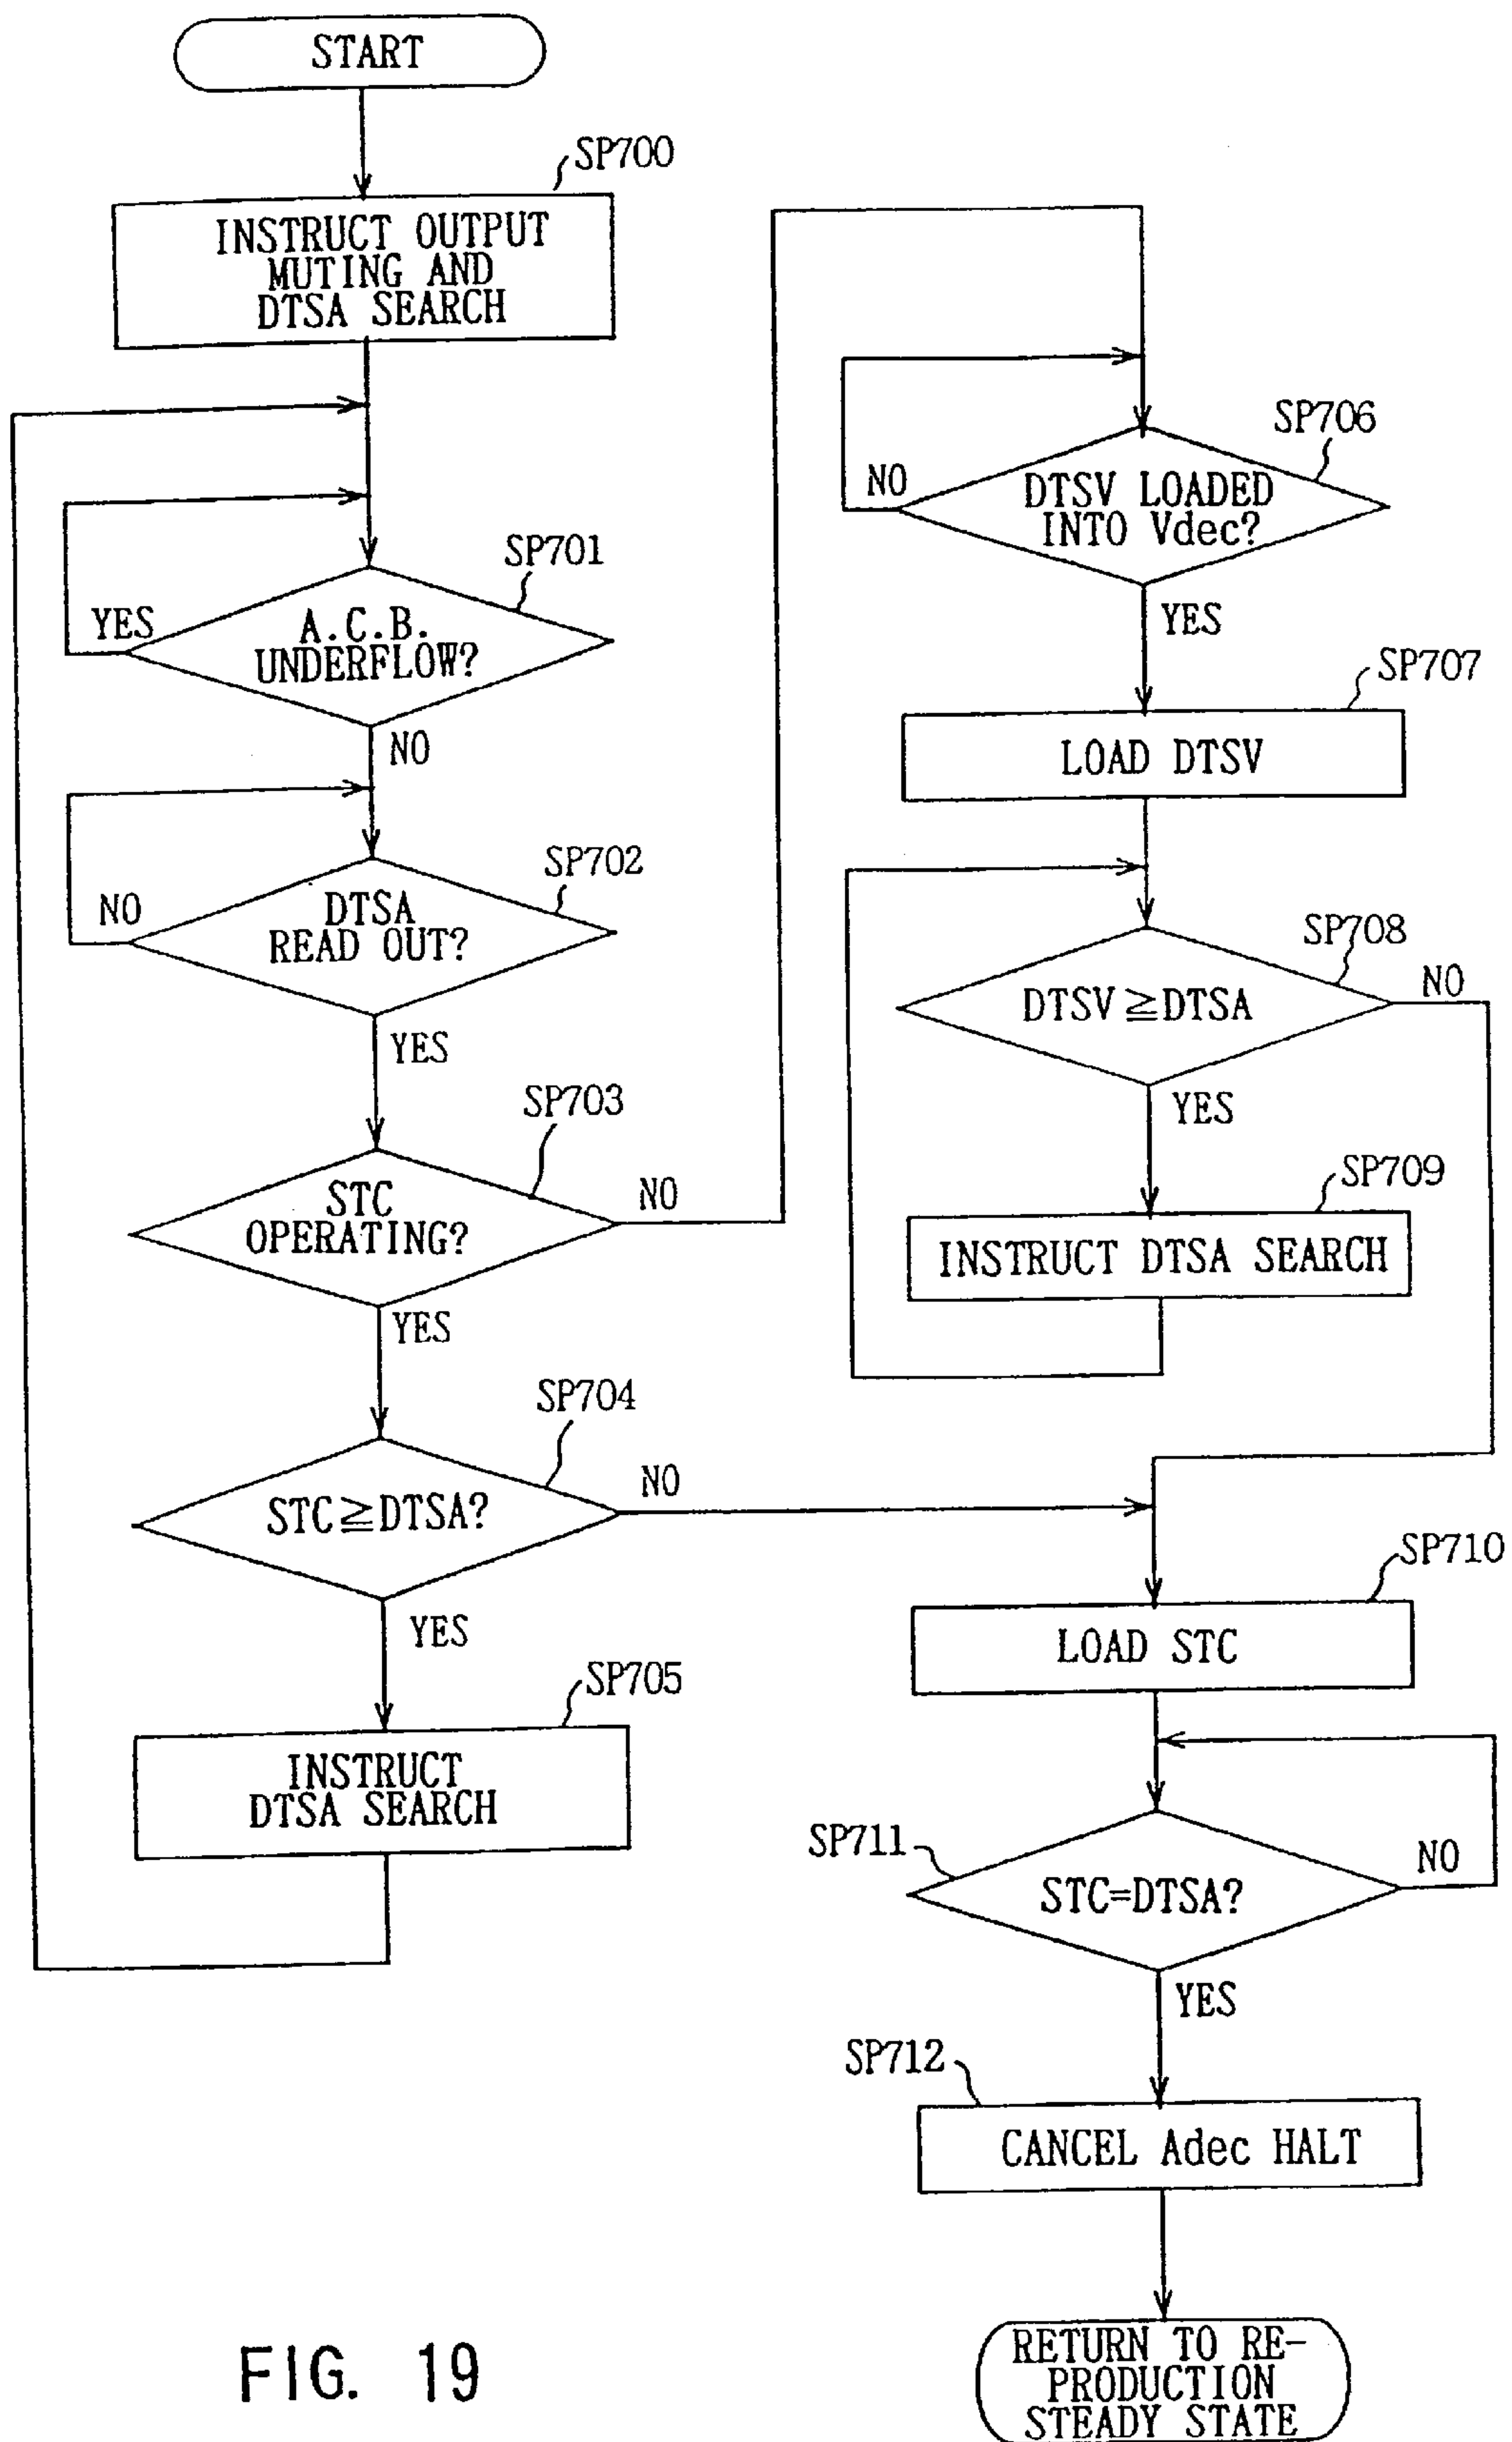 START
SP700
INSTRUCT OUTPUT
MUTING AND
DTSA SEARCH
SP701
YES
A.C.B.
UNDERFLOW?
NO
SP702
NO
DTSA
READ OUT?
YES
SP703
STC
OPERATING?
NO
YES
SP704
STC≧DTSA?
NO
YES
SP705
INSTRUCT
DTSA SEARCH
SP706
NO
DTSV LOADED
INTO Vdec?
YES
SP707
LOAD DTSV
SP708
DTSV≧DTSA
NO
YES
SP709
INSTRUCT DTSA SEARCH
SP710
LOAD STC
SP711
STC=DTSA?
NO
YES
SP712
CANCEL Adec HALT
RETURN TO RE-
PRODUCTION
STEADY STATE
FIG. 19